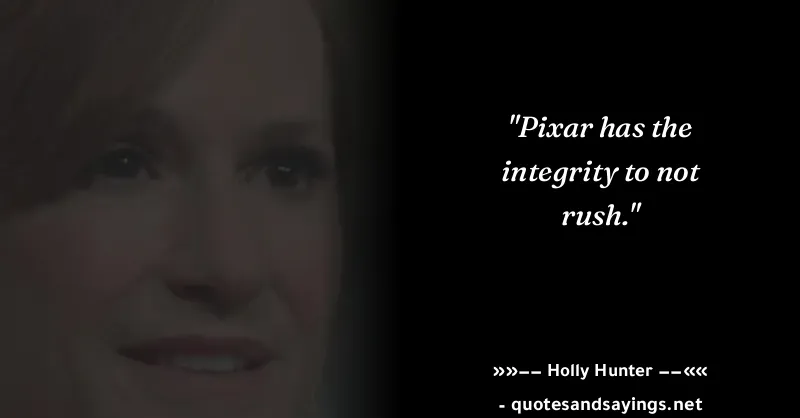 "Pixar has the
integrity to not
rush."
»»−− Holly Hunter −−««
- quotesandsayings.net